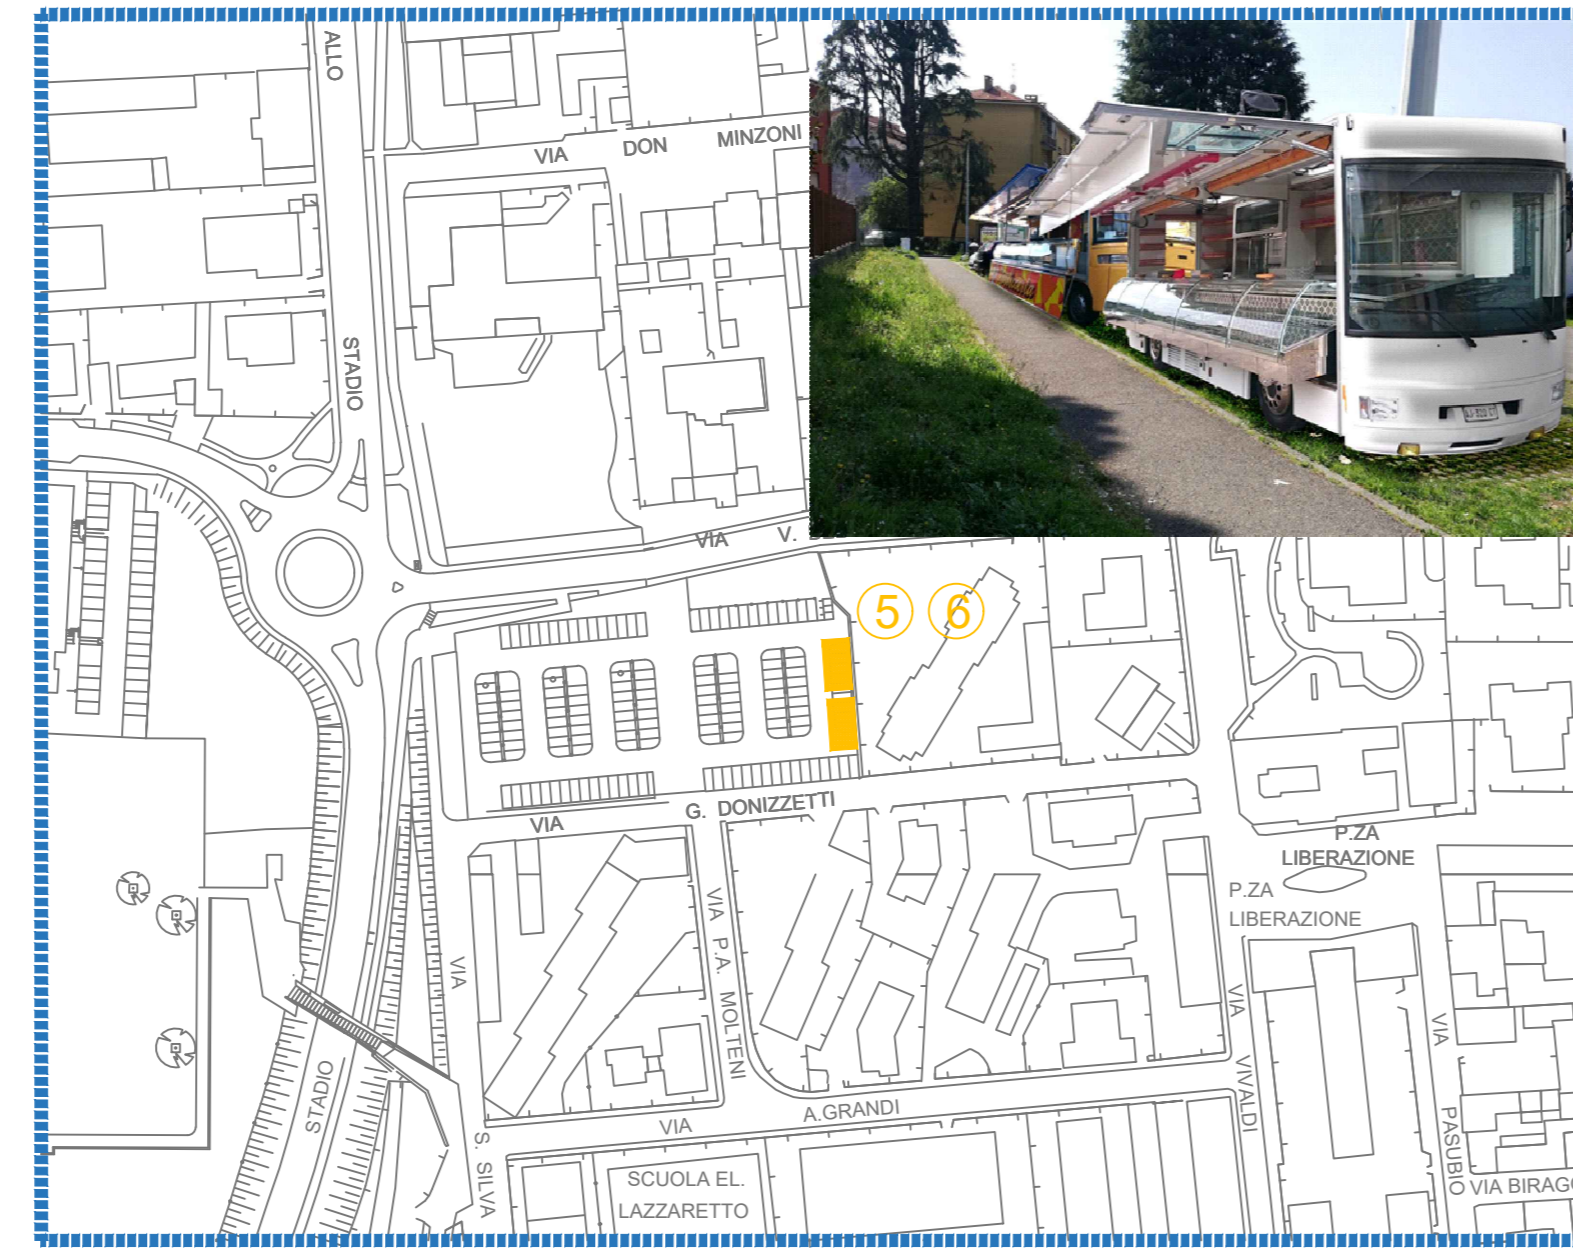 ALLO
VIA DON MINZONI
STADIO
VIA V.
5 6
G. DONIZZETTI
VIA
P.ZA
LIBERAZIONE
P.ZA
LIBERAZIONE
VIA P.A. MOLTENI
VIA
S. SILVA
STADIO
VIA A.GRANDI
VIA VIVALDI
VIA PASUBIO
SCUOLA EL.
LAZZARETTO
VIA BIRAGO